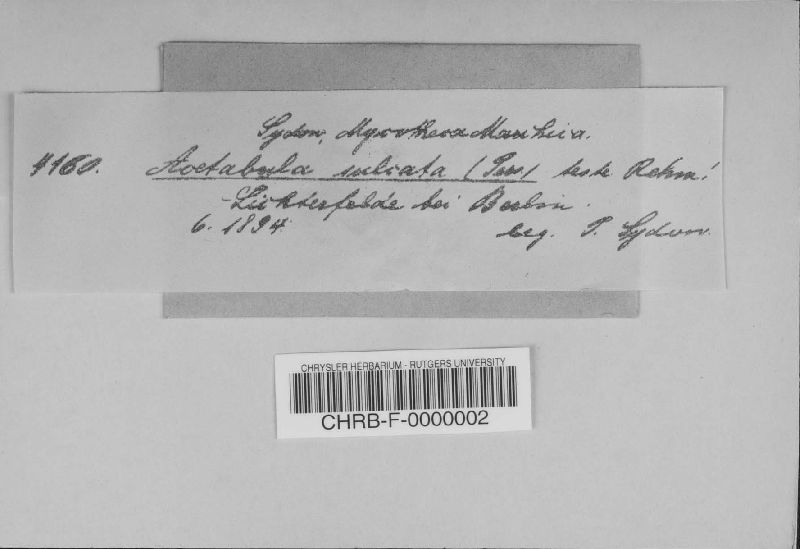 Sydow, Mycotheca Marchica.
4160. Acetabula sulcata (Pers) teste Rehm!
Lichterfelde bei Berlin.
6. 1894 leg. P. Sydow.
CHRYSLER HERBARIUM - RUTGERS UNIVERSITY
CHRB-F-0000002